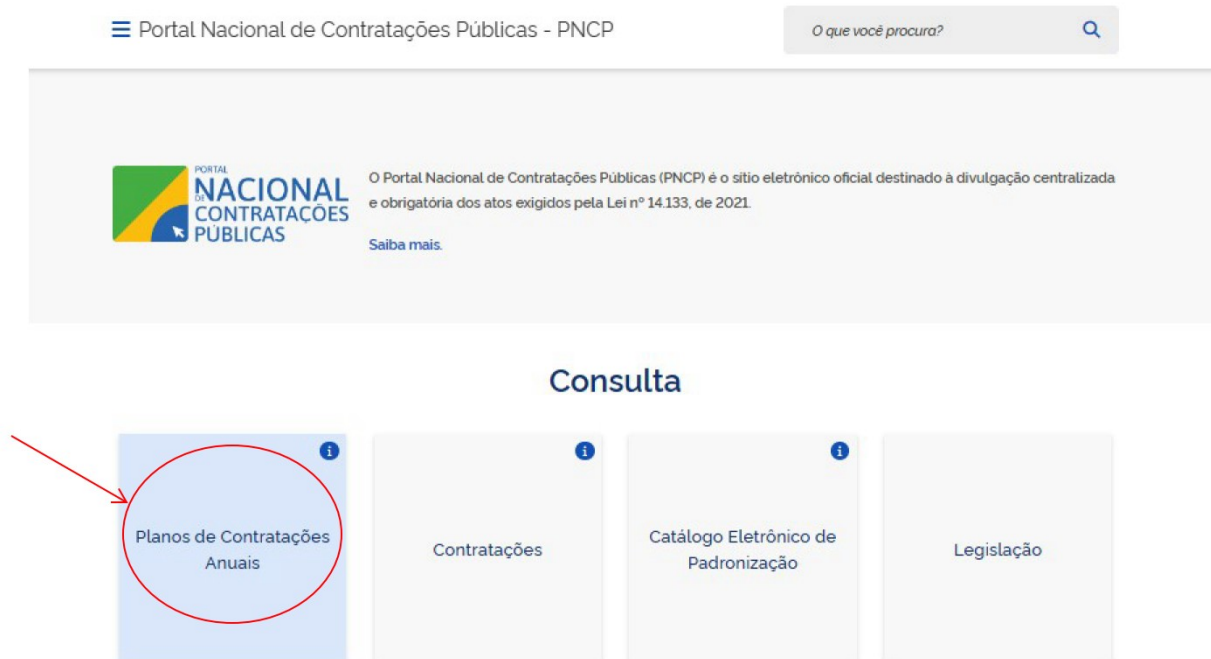 Portal Nacional de Contratações Públicas - PNCP
O que você procura?
PORTAL
NACIONAL
DE
CONTRATAÇÕES
PÚBLICAS
O Portal Nacional de Contratações Públicas (PNCP) é o sítio eletrônico oficial destinado à divulgação centralizada
e obrigatória dos atos exigidos pela Lei nº 14.133, de 2021.
Saiba mais.
Consulta
i
Planos de Contratações
Anuais
i
Contratações
i
Catálogo Eletrônico de
Padronização
Legislação